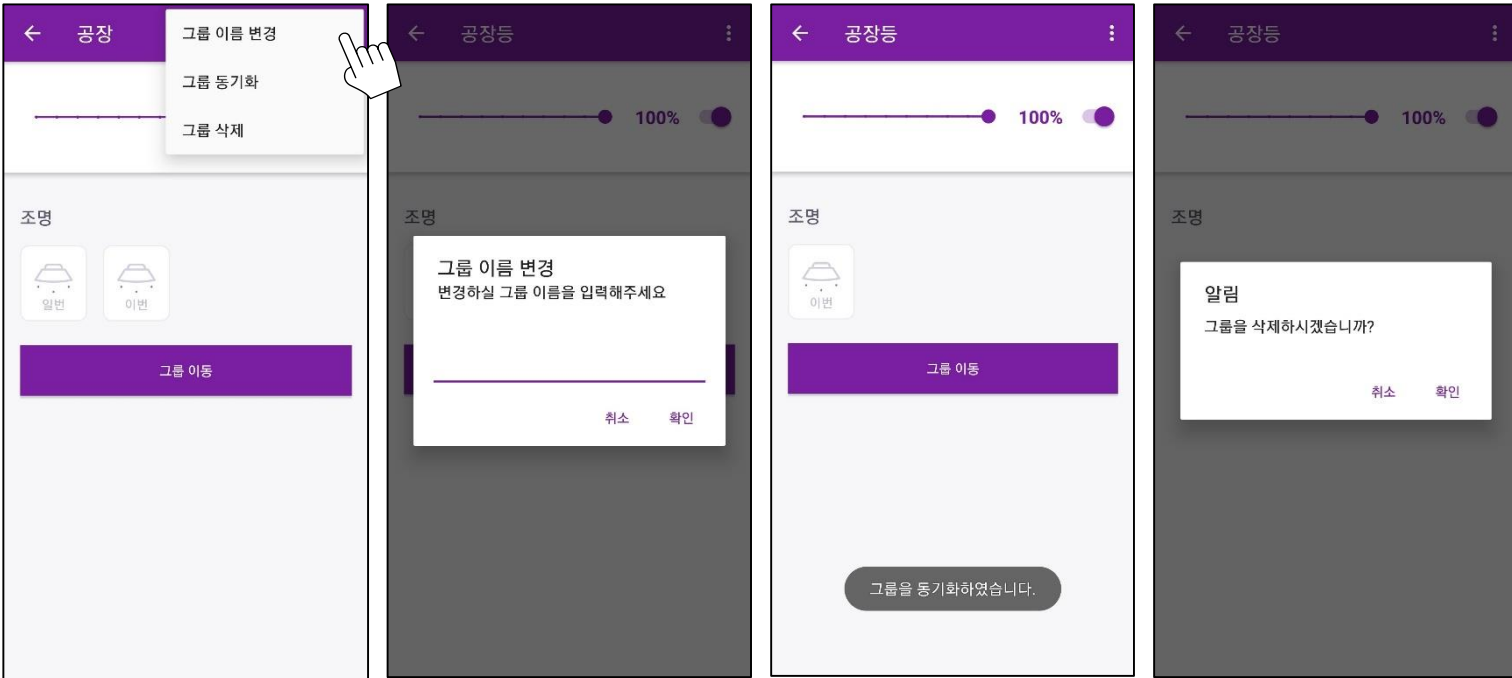 공장
그룹 이름 변경
그룹 동기화
그룹 삭제
조명
일번
이번
그룹 이동
공장등
100%
조명
그룹 이름 변경
변경하실 그룹 이름을 입력해주세요
취소
확인
공장등
100%
조명
이번
그룹 이동
그룹을 동기화하였습니다.
공장등
100%
조명
알림
그룹을 삭제하시겠습니까?
취소
확인